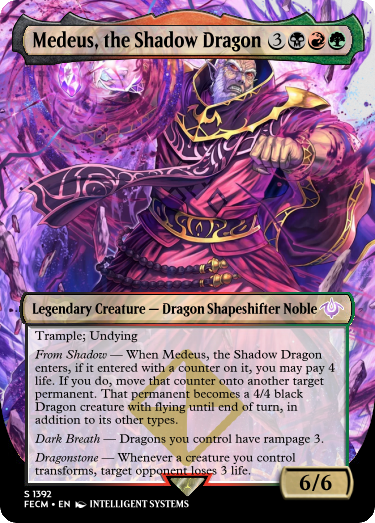 Medeus, the Shadow Dragon 3
Legendary Creature — Dragon Shapeshifter Noble
Trample; Undying
From Shadow — When Medeus, the Shadow Dragon
enters, if it entered with a counter on it, you may pay 4
life. If you do, move that counter onto another target
permanent. That permanent becomes a 4/4 black
Dragon creature with flying until end of turn, in
addition to its other types.
Dark Breath — Dragons you control have rampage 3.
Dragonstone — Whenever a creature you control
transforms, target opponent loses 3 life.
6/6
S 1392
FECM • EN INTELLIGENT SYSTEMS